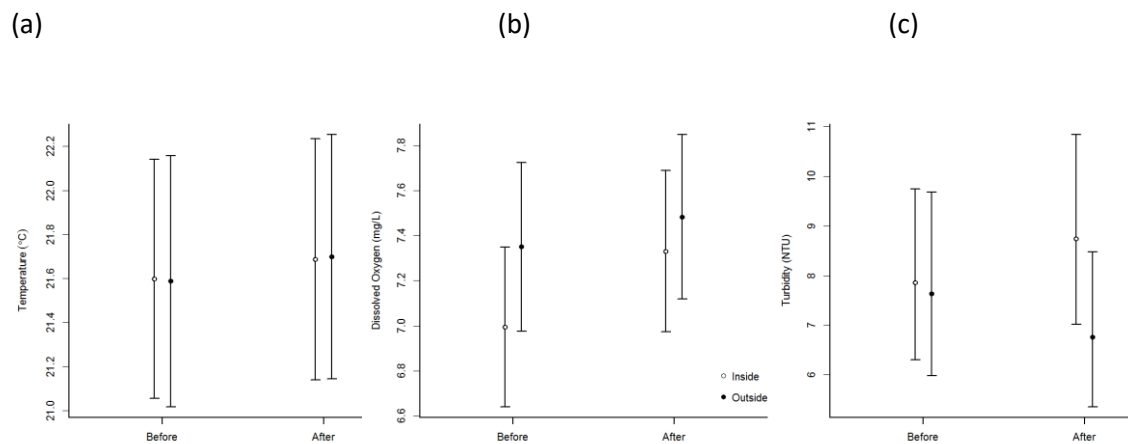 (a)
(b)
(c)
Temperature (°C)
22.2
22.0
21.8
21.6
21.4
21.2
21.0
Before
After
Dissolved Oxygen (mg/L)
7.8
7.6
7.4
7.2
7.0
6.8
6.6
Inside
Outside
Before
After
Turbidity (NTU)
11
10
9
8
7
6
Before
After